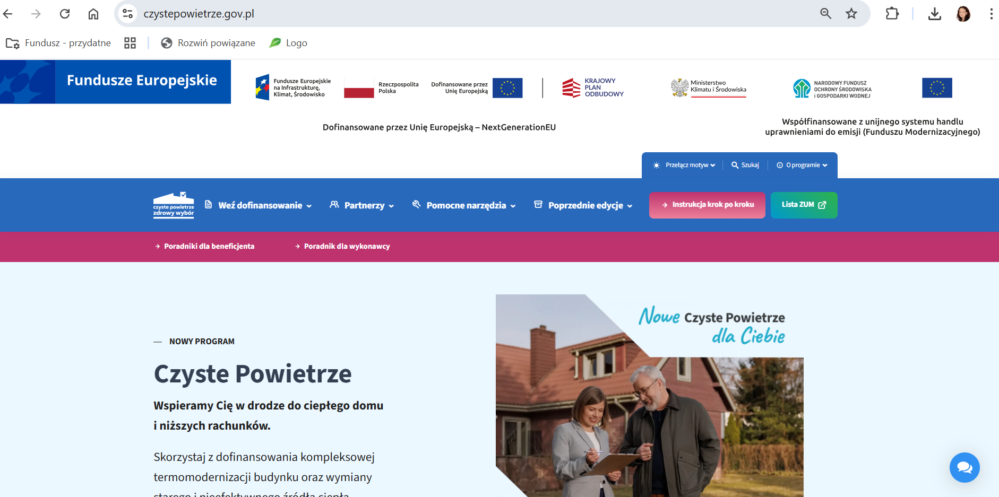 czystepowietrze.gov.pl
Fundusz - przydatne
Rozwiń powiązane
Logo
Fundusze Europejskie
Fundusze Europejskie
na Infrastrukturę,
Klimat, Środowisko
Rzeczpospolita
Polska
Dofinansowane przez
Unię Europejską
KRAJOWY
PLAN
ODBUDOWY
Ministerstwo
Klimatu i Środowiska
NARODOWY FUNDUSZ
OCHRONY ŚRODOWISKA
i GOSPODARKI WODNEJ
Dofinansowane przez Unię Europejską – NextGenerationEU
Współfinansowane z unijnego systemu handlu
uprawnieniami do emisji (Funduszu Modernizacyjnego)
Przełącz motyw
Szukaj
O programie
czyste powietrze
zdrowy wybór
Weź dofinansowanie
Partnerzy
Pomocne narzędzia
Poprzednie edycje
Instrukcja krok po kroku
Lista ZUM
Poradniki dla beneficjenta
Poradnik dla wykonawcy
Nowe Czyste Powietrze
dla Ciebie
— NOWY PROGRAM
Czyste Powietrze
Wspieramy Cię w drodze do ciepłego domu
i niższych rachunków.
Skorzystaj z dofinansowania kompleksowej
termomodernizacji budynku oraz wymiany
starego i nieefektywnego źródła ciepła